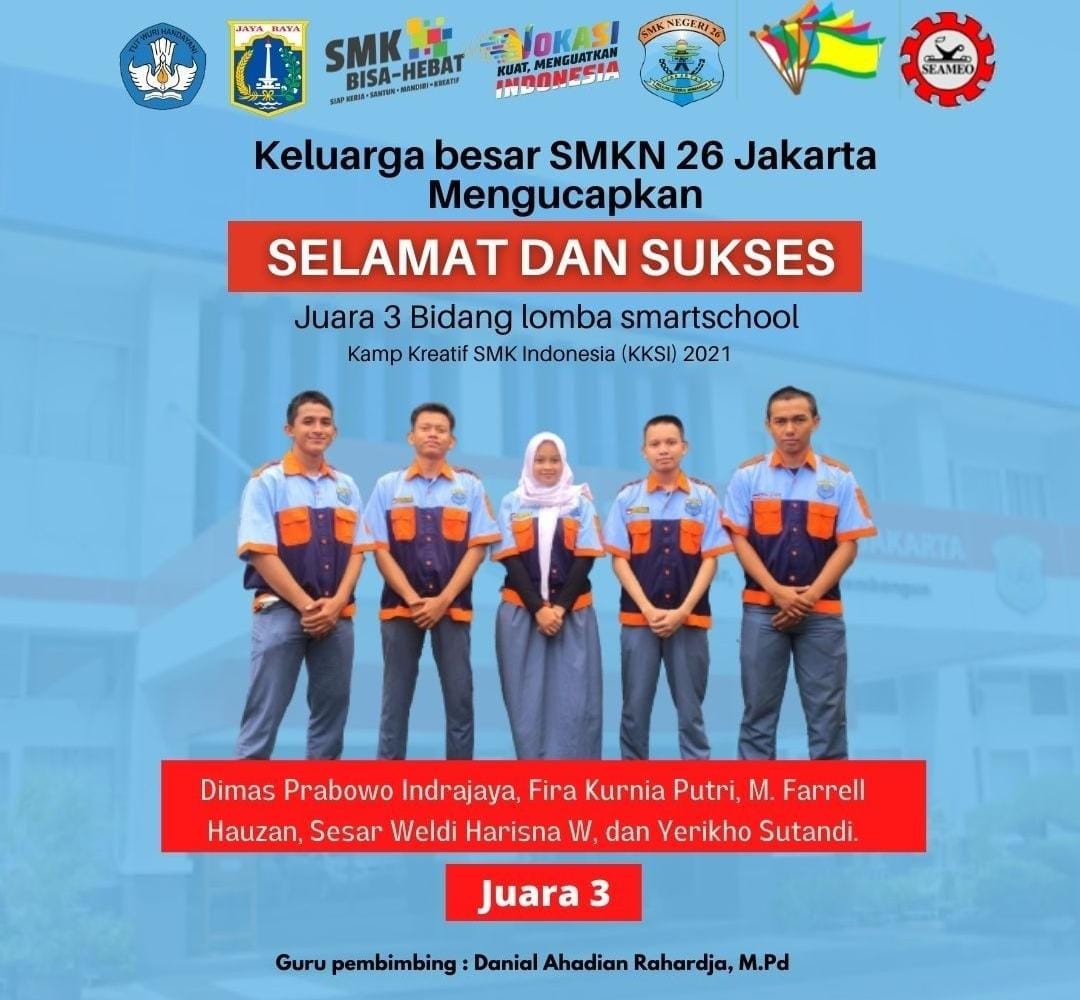 TUT WURI HANDAYANI
JAYA RAYA
SMK
BISA-HEBAT
SIAP KERJA • SANTUN • MANDIRI • KREATIF
VOKASI
KUAT, MENGUATKAN
INDONESIA
SMK NEGERI 26
SEAMEO
Keluarga besar SMKN 26 Jakarta
Mengucapkan
SELAMAT DAN SUKSES
Juara 3 Bidang lomba smartschool
Kamp Kreatif SMK Indonesia (KKSI) 2021
JAKARTA
Dimas Prabowo Indrajaya, Fira Kurnia Putri, M. Farrell
Hauzan, Sesar Weldi Harisna W, dan Yerikho Sutandi.
Juara 3
Guru pembimbing : Danial Ahadian Rahardja, M.Pd